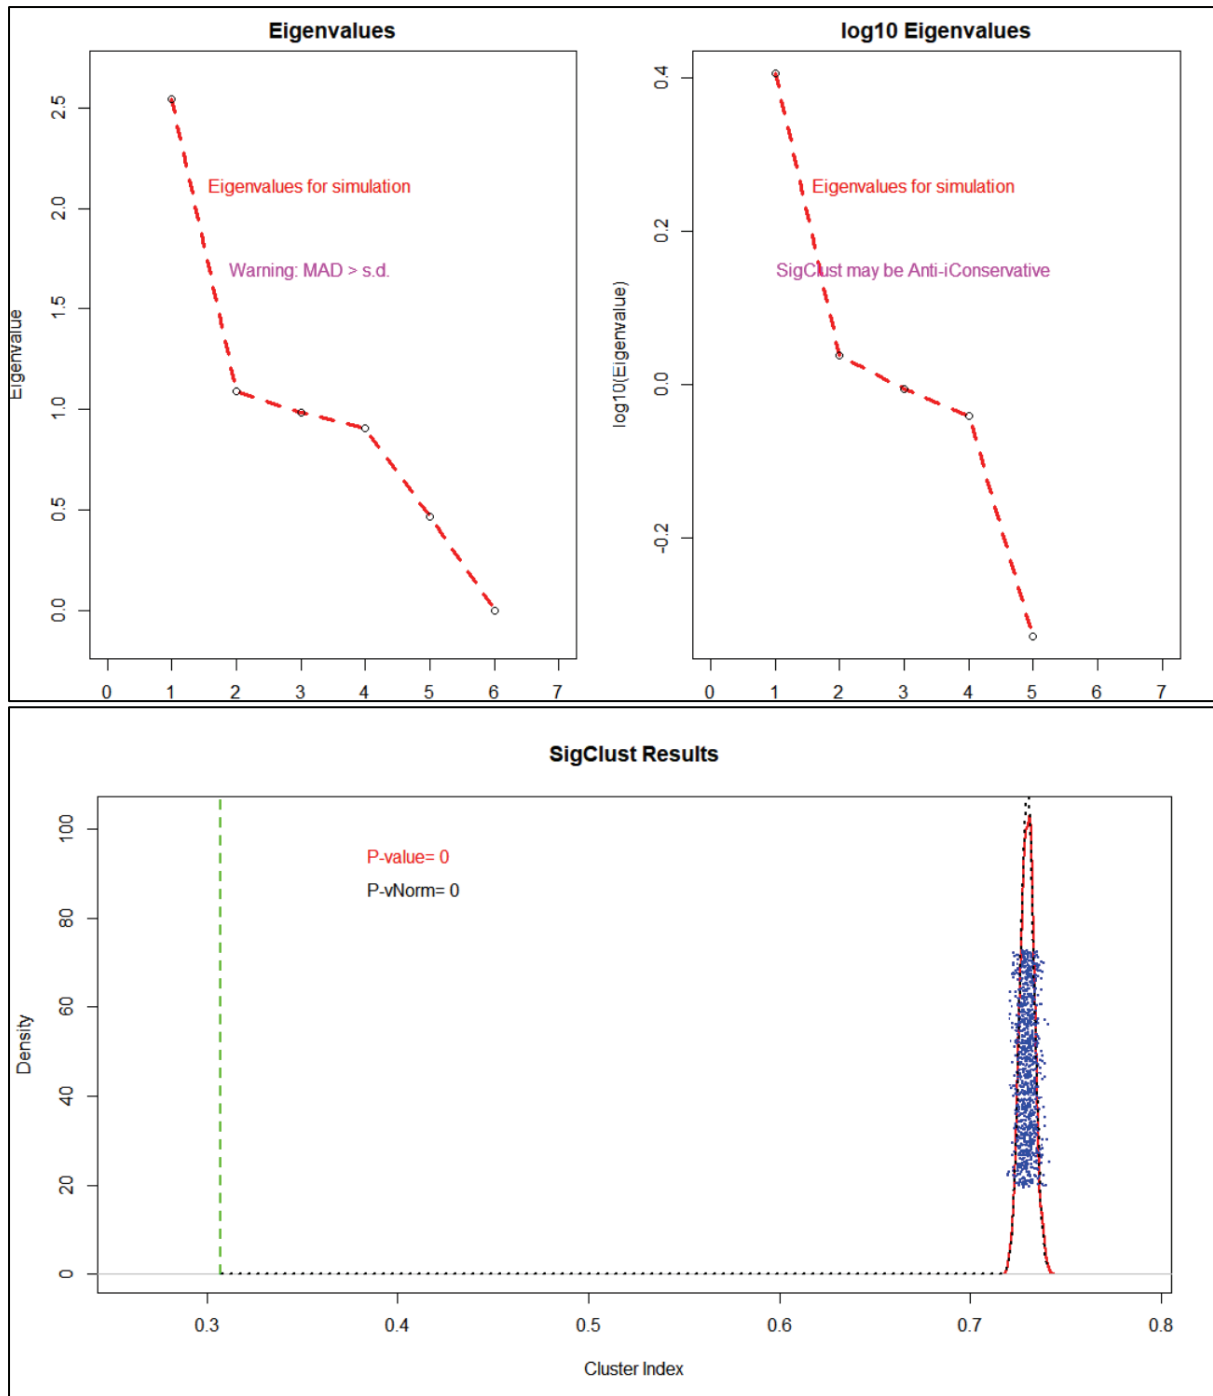 Eigenvalues
Eigenvalue
2.5
2.0
1.5
1.0
0.5
0.0
Eigenvalues for simulation
Warning: MAD > s.d.
0 1 2 3 4 5 6 7
log10 Eigenvalues
log10(Eigenvalue)
0.4
0.2
0.0
-0.2
Eigenvalues for simulation
SigClust may be Anti-iConservative
0 1 2 3 4 5 6 7
SigClust Results
Density
100
80
60
40
20
0
P-value= 0
P-vNorm= 0
0.3 0.4 0.5 0.6 0.7 0.8
Cluster Index